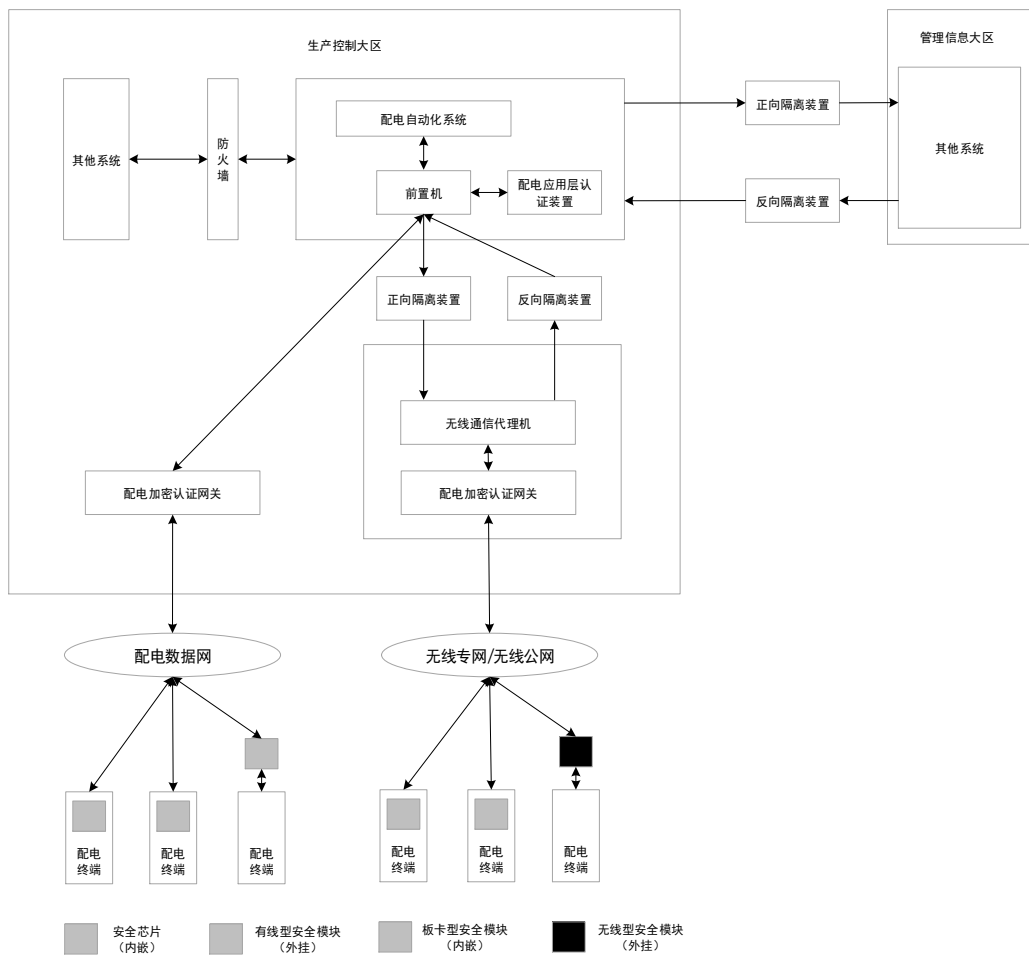 生产控制大区
管理信息大区
其他系统
防
火
墙
配电自动化系统
前置机
配电应用层认
证装置
正向隔离装置
反向隔离装置
其他系统
正向隔离装置
反向隔离装置
无线通信代理机
配电加密认证网关
配电加密认证网关
配电数据网
无线专网/无线公网
配电
终端
配电
终端
配电
终端
配电
终端
配电
终端
配电
终端
安全芯片
（内嵌）
有线型安全模块
（外挂）
板卡型安全模块
（内嵌）
无线型安全模块
（外挂）